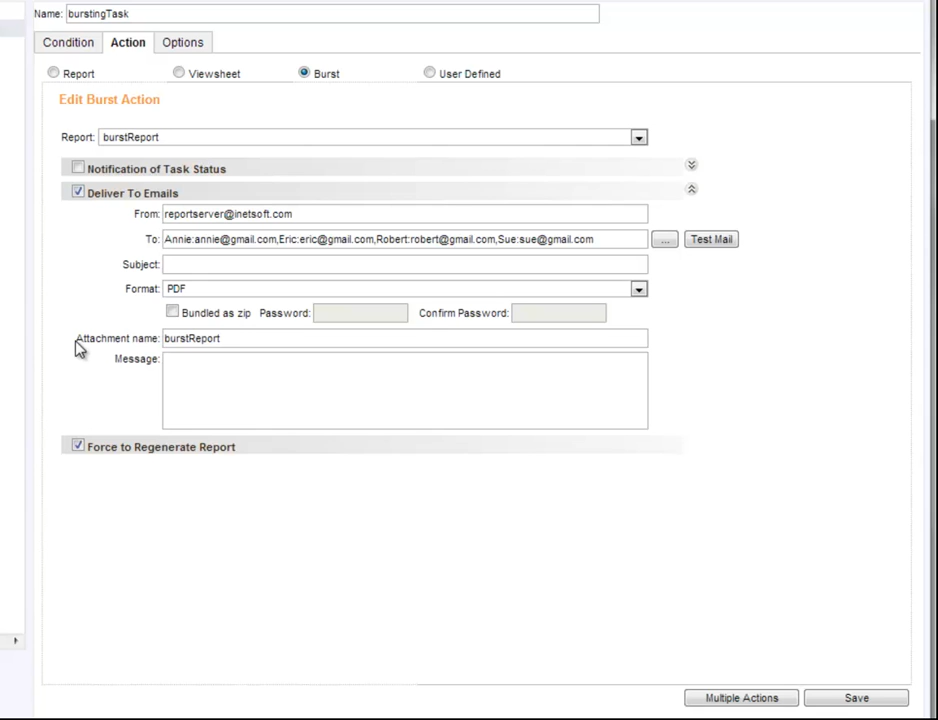 Name: burstingTask
Condition Action Options
Report Viewsheet Burst User Defined
Edit Burst Action
Report: burstReport
Notification of Task Status
Deliver To Emails
From: reportserver@inetsoft.com
To: Annie:annie@gmail.com,Eric:eric@gmail.com,Robert:robert@gmail.com,Sue:sue@gmail.com ... Test Mail
Subject:
Format: PDF
Bundled as zip Password: Confirm Password:
Attachment name: burstReport
Message:
Force to Regenerate Report
Multiple Actions Save